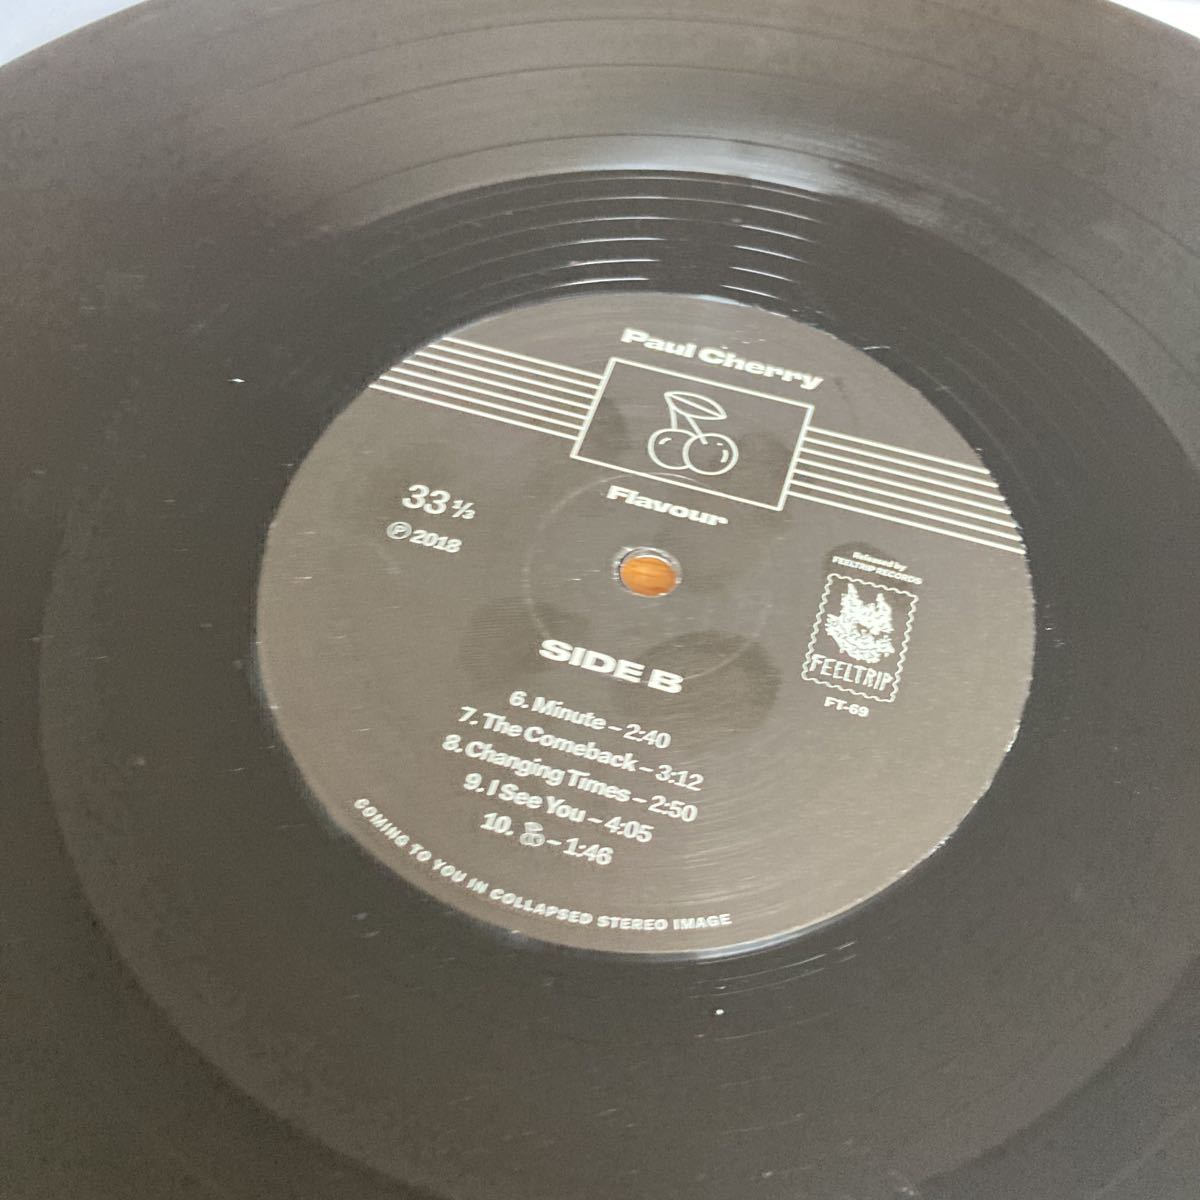 Paul Cherry
Flavour
33 ⅓
℗ 2018
Released by
FEELTRIP RECORDS
FEELTRIP
FT-69
SIDE B
6. Minute – 2:40
7. The Comeback – 3:12
8. Changing Times – 2:50
9. I See You – 4:05
10. 🍒 – 1:46
COMING TO YOU IN COLLAPSED STEREO IMAGE